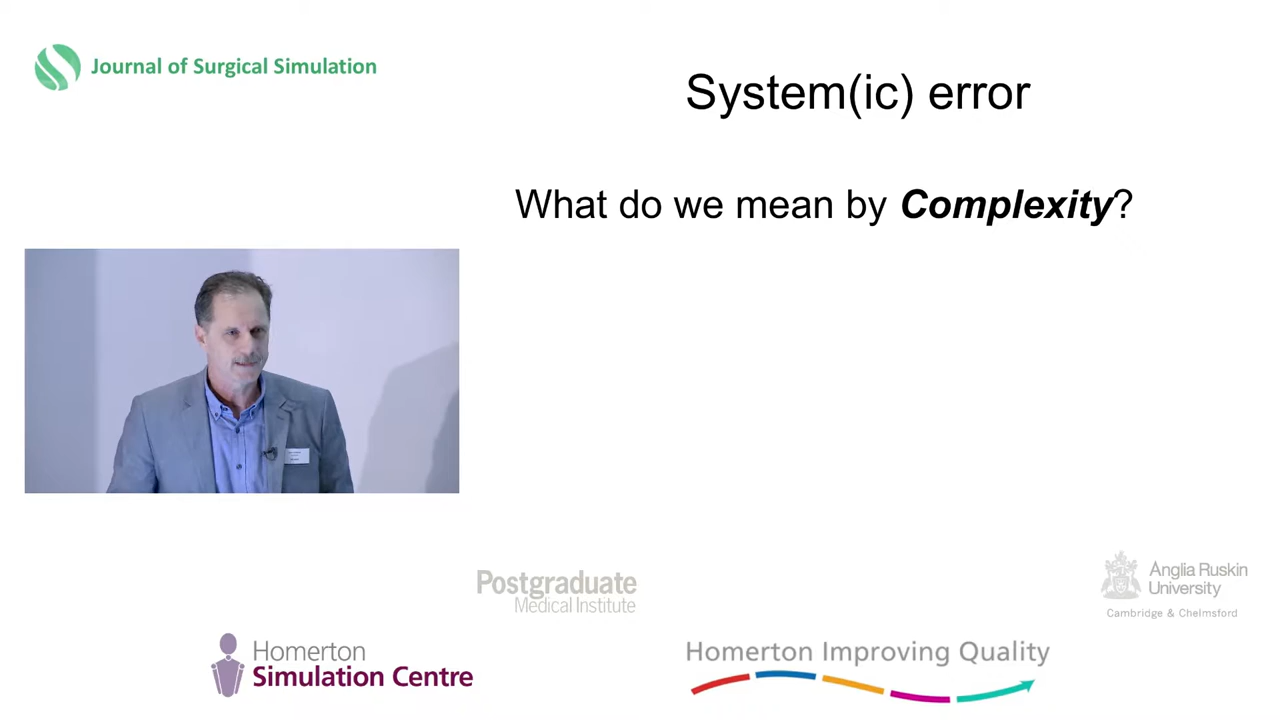 Journal of Surgical Simulation
System(ic) error
What do we mean by Complexity?
Postgraduate
Medical Institute
Anglia Ruskin
University
Cambridge & Chelmsford
Homerton
Simulation Centre
Homerton Improving Quality